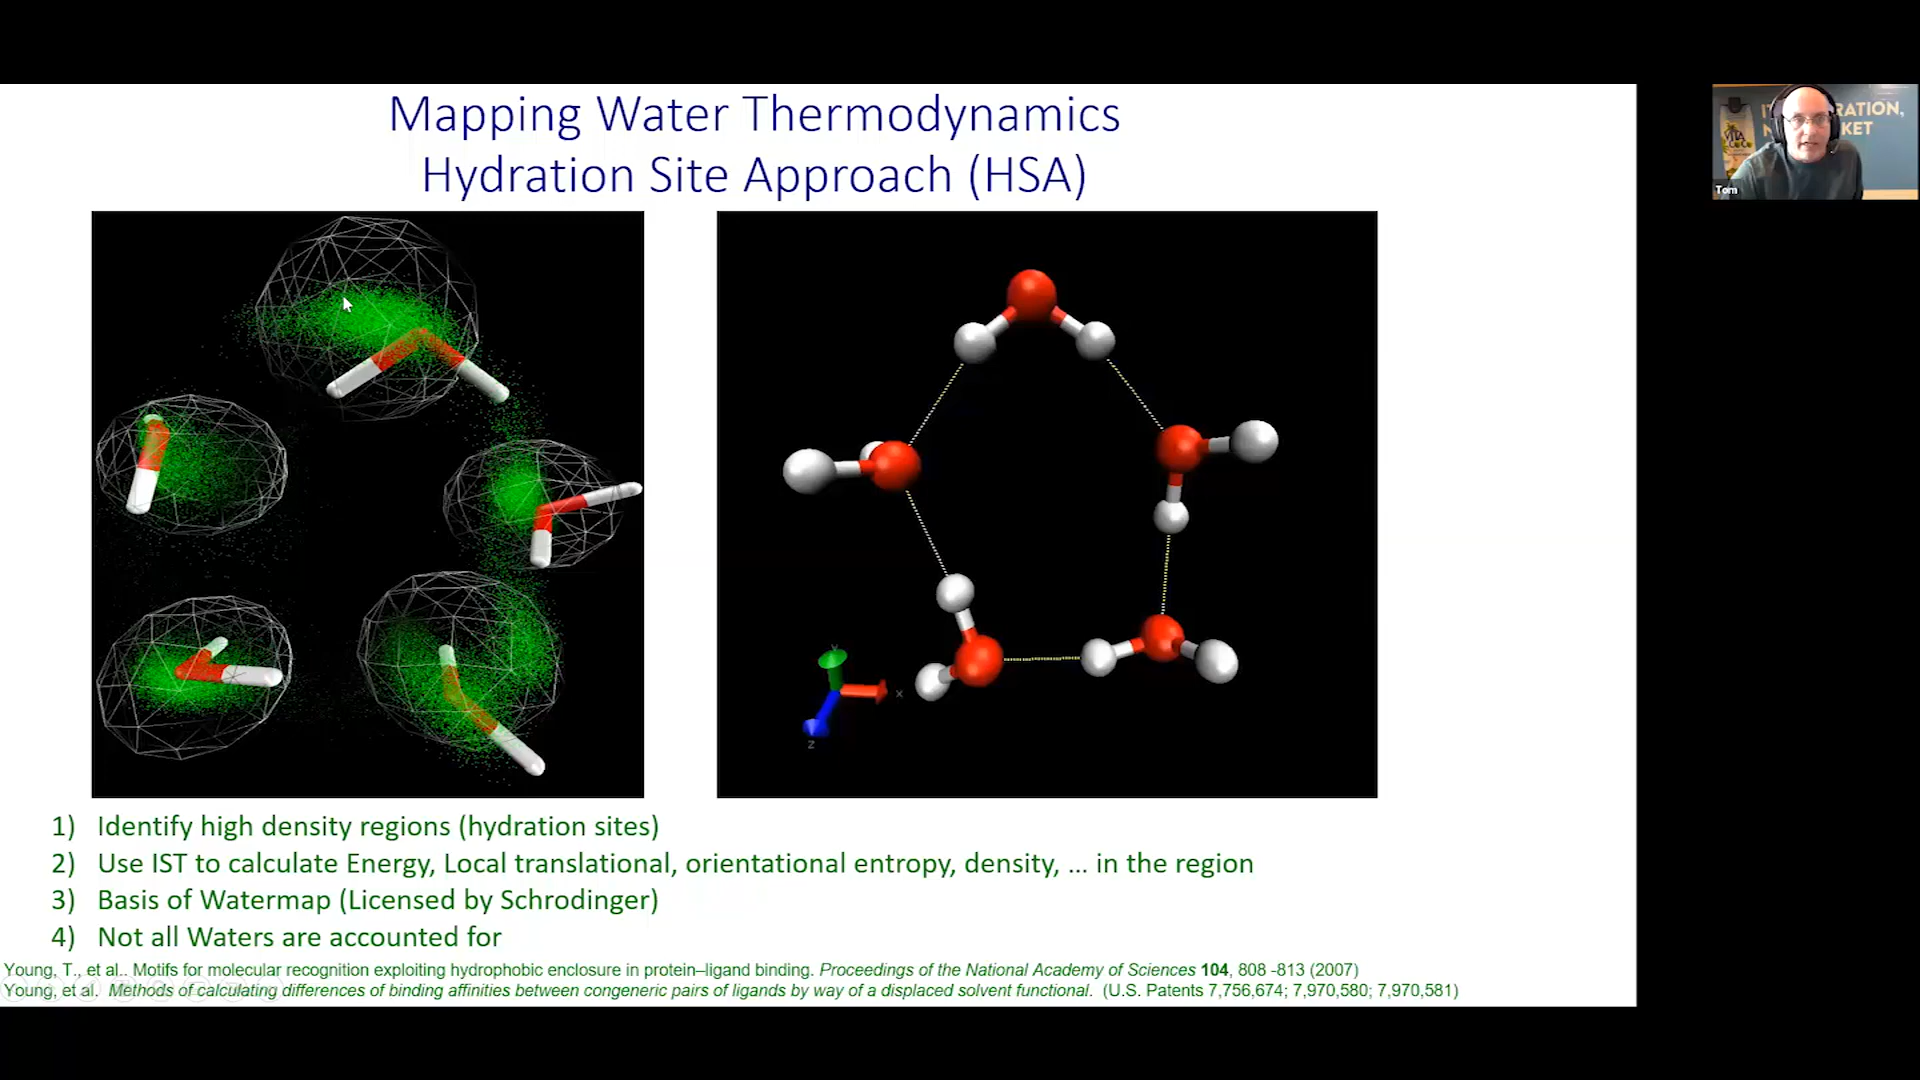 Mapping Water Thermodynamics
Hydration Site Approach (HSA)
Tom
x
z
1) Identify high density regions (hydration sites)
2) Use IST to calculate Energy, Local translational, orientational entropy, density, ... in the region
3) Basis of Watermap (Licensed by Schrodinger)
4) Not all Waters are accounted for
Young, T., et al.. Motifs for molecular recognition exploiting hydrophobic enclosure in protein–ligand binding. Proceedings of the National Academy of Sciences 104, 808 -813 (2007)
Young, et al. Methods of calculating differences of binding affinities between congeneric pairs of ligands by way of a displaced solvent functional. (U.S. Patents 7,756,674; 7,970,580; 7,970,581)